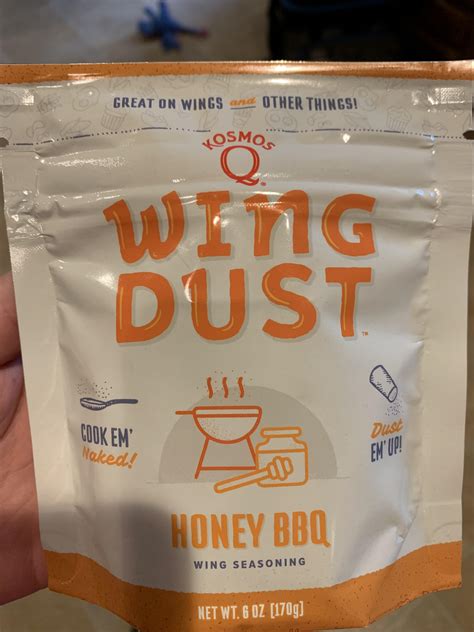 GREAT ON WINGS and OTHER THINGS!
KOSMOS
Q
WING
DUST™
COOK EM'
Naked!
Dust
EM' UP!
HONEY BBQ
WING SEASONING
NET WT. 6 OZ [170g]